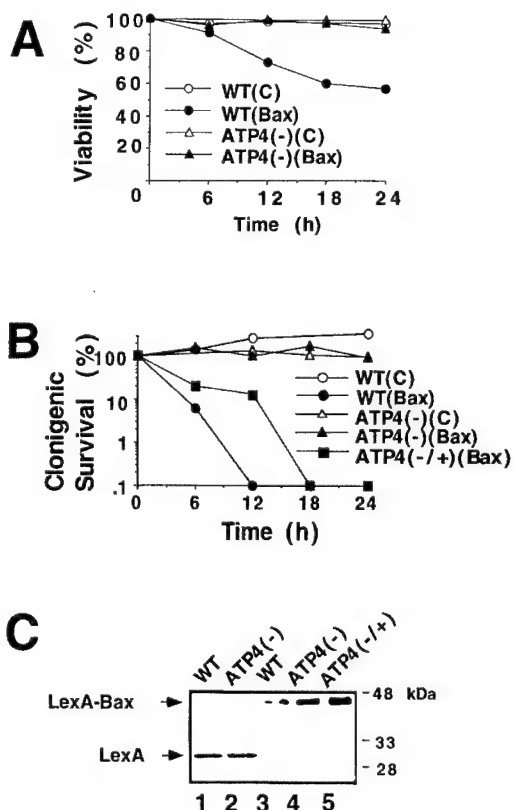 A
Viability (%)
100
80
60
40
20
0
WT(C)
WT(Bax)
ATP4(-)(C)
ATP4(-)(Bax)
6 12 18 24
Time (h)
B
Clonigenic
Survival (%)
100
10
1
.1
WT(C)
WT(Bax)
ATP4(-)(C)
ATP4(-)(Bax)
ATP4(-/+)(Bax)
0 6 12 18 24
Time (h)
C
WT ATP4(-) WT ATP4(-) ATP4(-/+)
LexA-Bax
48 kDa
LexA
33
28
1 2 3 4 5